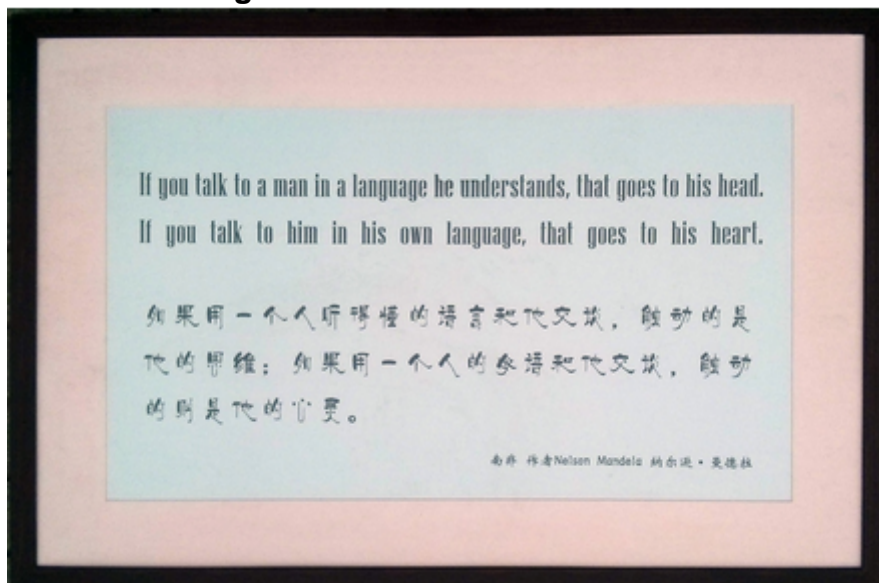 If you talk to a man in a language he understands, that goes to his head.
If you talk to him in his own language, that goes to his heart.
如果用一个人听得懂的语言和他交谈，触动的是
他的思维；如果用一个人的母语和他交谈，触动
的则是他的心灵。
南非 作者Nelson Mandela 纳尔逊·曼德拉